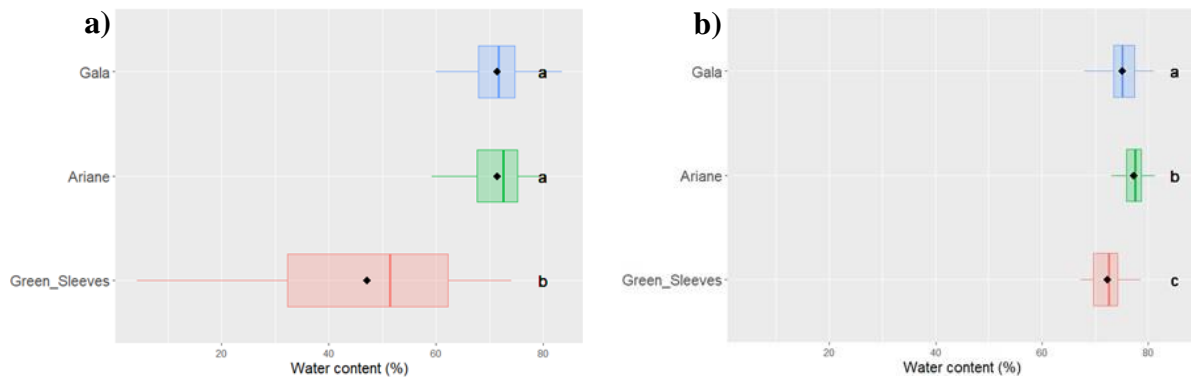 a)
Gala
a
Ariane
a
Green_Sleeves
b
20 40 60 80
Water content (%)
b)
Gala
a
Ariane
b
Green_Sleeves
c
20 40 60 80
Water content (%)